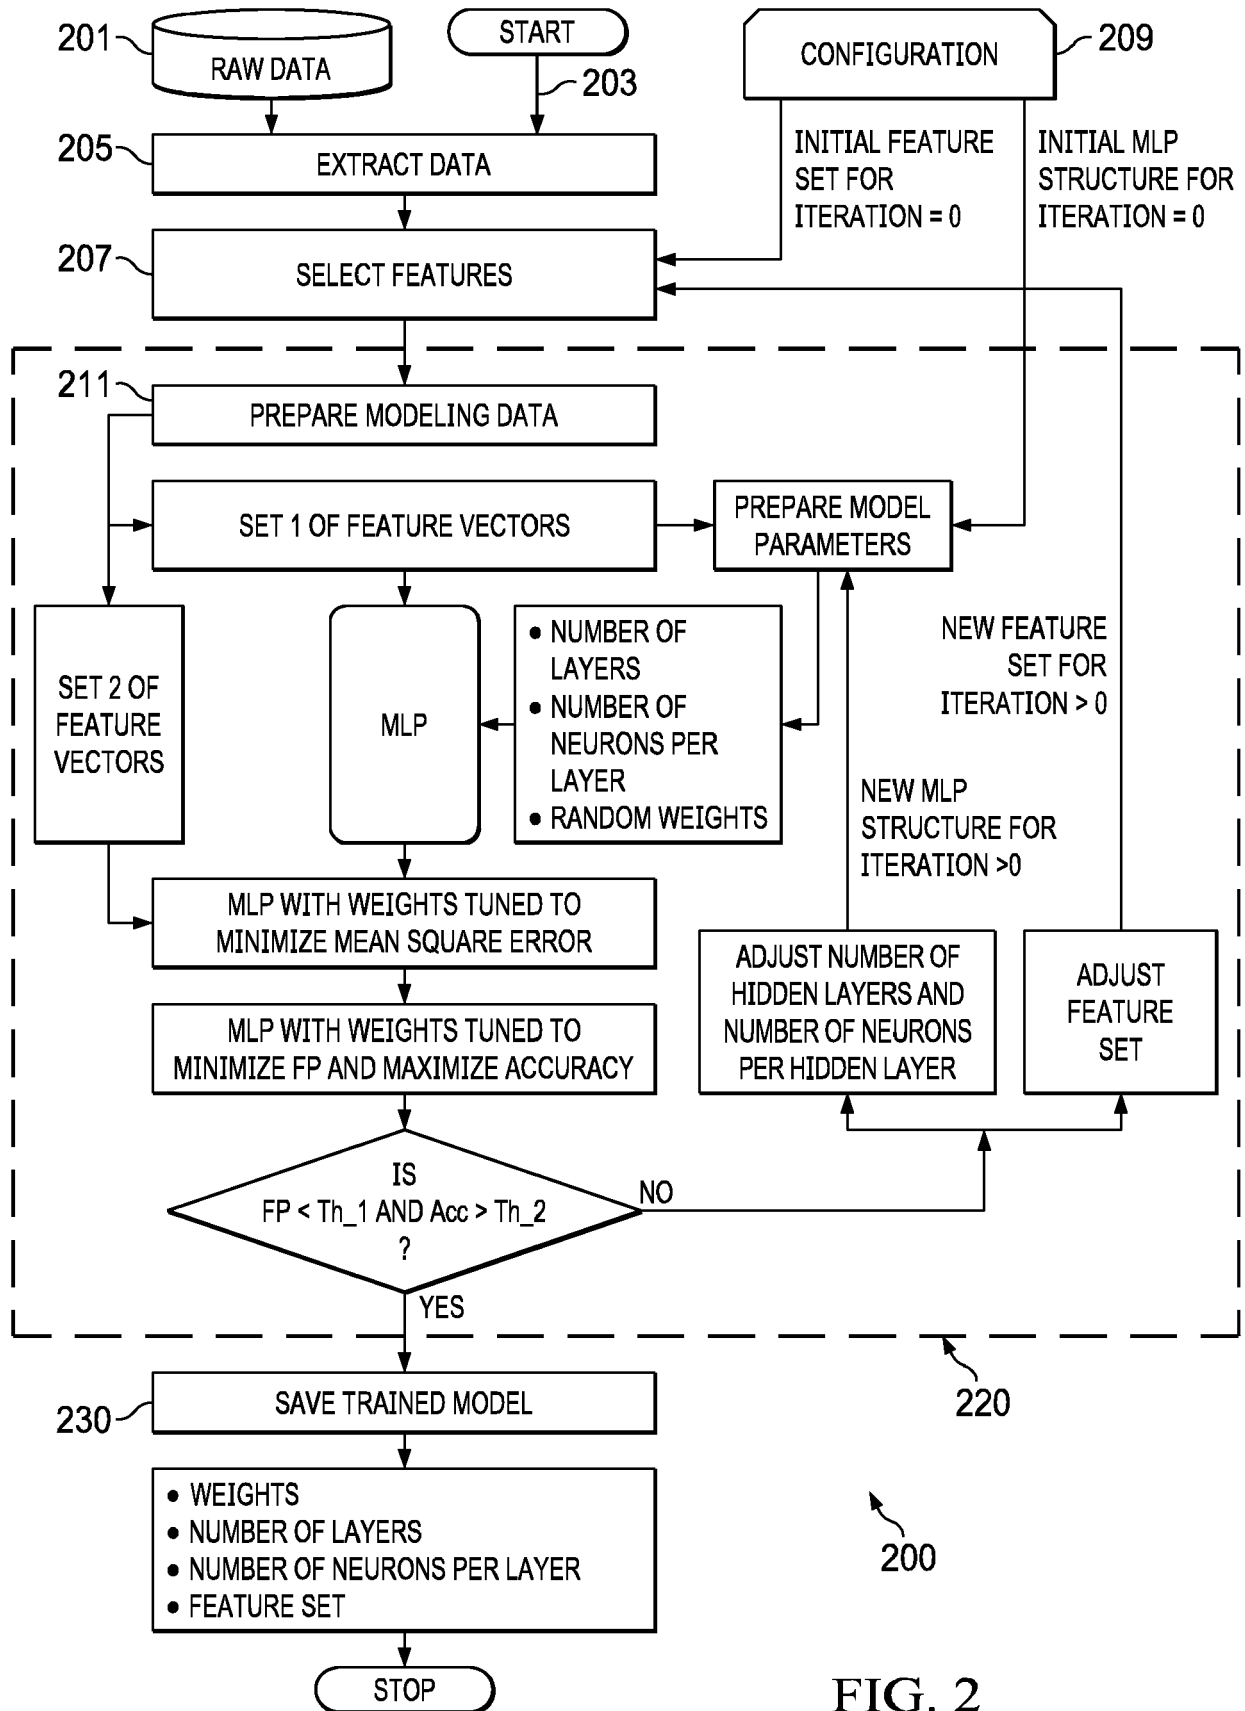 201
RAW DATA
START
203
CONFIGURATION
209
205
EXTRACT DATA
INITIAL FEATURE
SET FOR
ITERATION = 0
INITIAL MLP
STRUCTURE FOR
ITERATION = 0
207
SELECT FEATURES
211
PREPARE MODELING DATA
SET 1 OF FEATURE VECTORS
PREPARE MODEL
PARAMETERS
SET 2 OF
FEATURE
VECTORS
MLP
• NUMBER OF
LAYERS
• NUMBER OF
NEURONS PER
LAYER
• RANDOM WEIGHTS
NEW FEATURE
SET FOR
ITERATION > 0
NEW MLP
STRUCTURE FOR
ITERATION >0
MLP WITH WEIGHTS TUNED TO
MINIMIZE MEAN SQUARE ERROR
ADJUST NUMBER OF
HIDDEN LAYERS AND
NUMBER OF NEURONS
PER HIDDEN LAYER
ADJUST
FEATURE
SET
MLP WITH WEIGHTS TUNED TO
MINIMIZE FP AND MAXIMIZE ACCURACY
IS
FP < Th_1 AND Acc > Th_2
?
NO
YES
220
230
SAVE TRAINED MODEL
• WEIGHTS
• NUMBER OF LAYERS
• NUMBER OF NEURONS PER LAYER
• FEATURE SET
200
STOP
FIG. 2